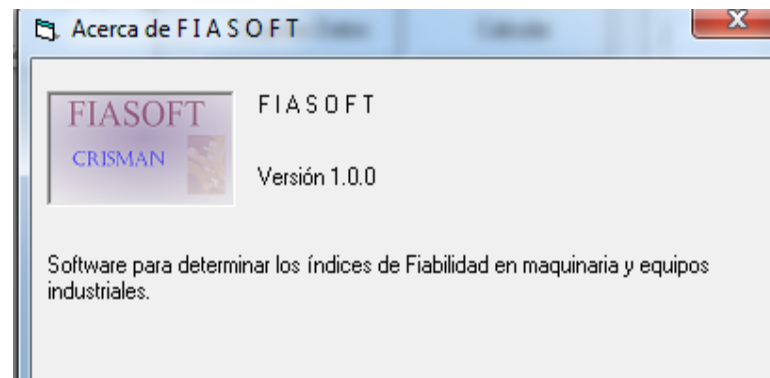 Acerca de F I A S O F T
FIASOFT
CRISMAN
F I A S O F T
Versión 1.0.0
Software para determinar los índices de Fiabilidad en maquinaria y equipos
industriales.